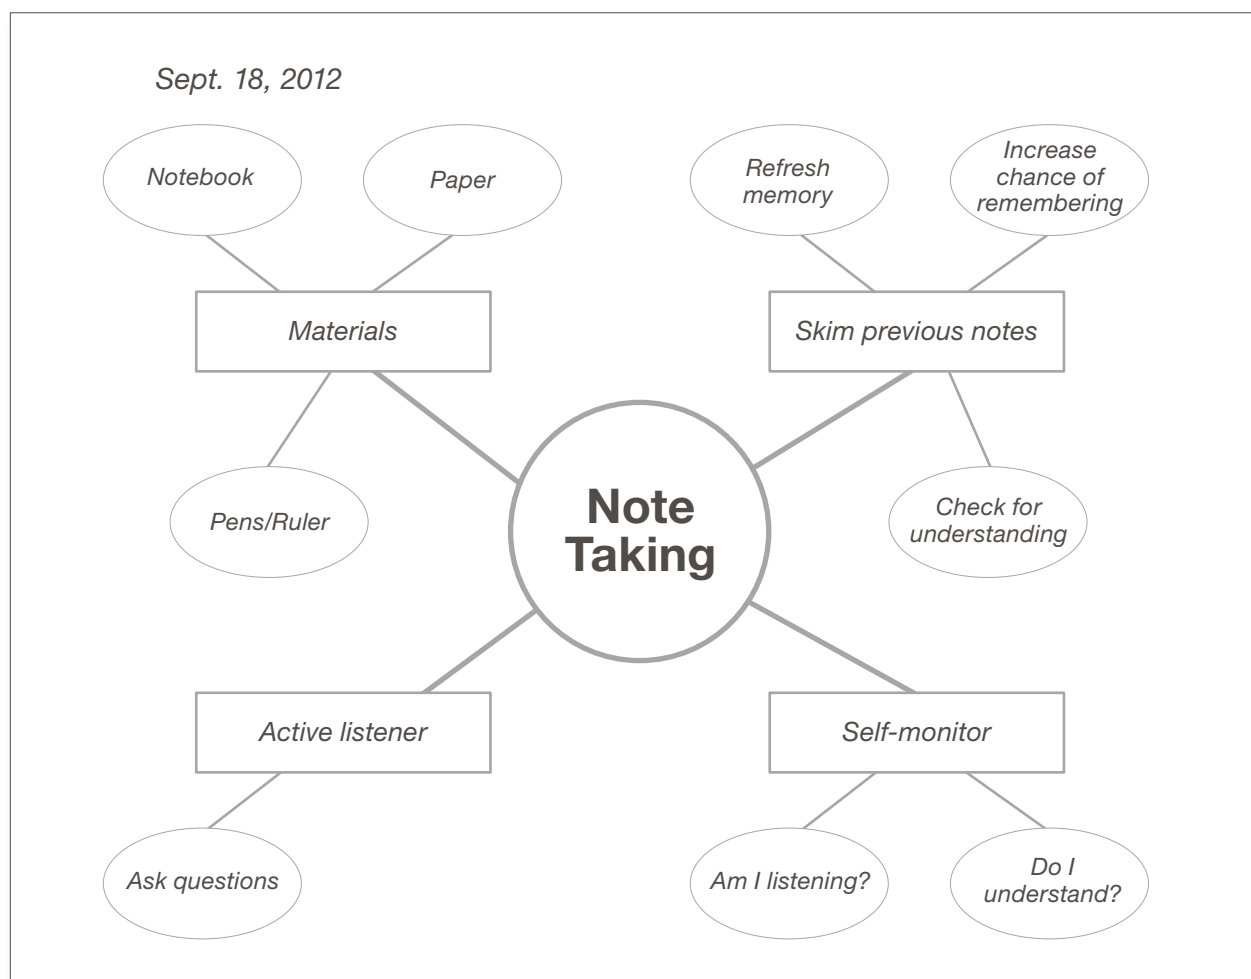 Sept. 18, 2012
Notebook
Paper
Refresh
memory
Increase
chance of
remembering
Materials
Skim previous notes
Pens/Ruler
Note
Taking
Check for
understanding
Active listener
Self-monitor
Ask questions
Am I listening?
Do I
understand?